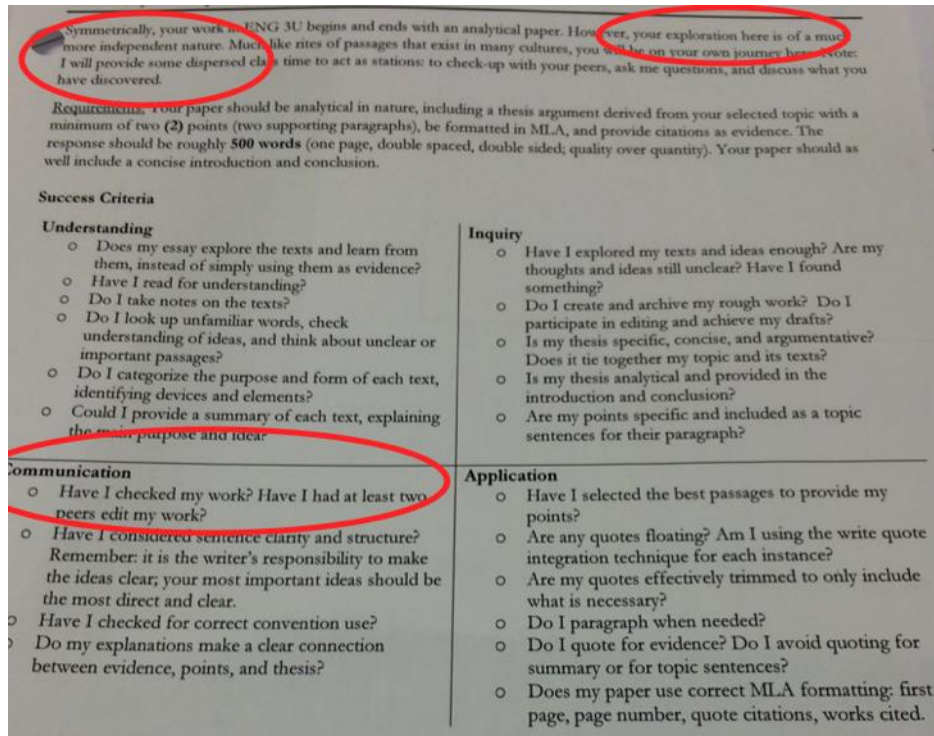 Symmetrically, your work in ENG 3U begins and ends with an analytical paper. However, your exploration here is of a much
more independent nature. Much like rites of passages that exist in many cultures, you will be on your own journey here. Note:
I will provide some dispersed class time to act as stations: to check-up with your peers, ask me questions, and discuss what you
have discovered.
Requirements: Your paper should be analytical in nature, including a thesis argument derived from your selected topic with a
minimum of two (2) points (two supporting paragraphs), be formatted in MLA, and provide citations as evidence. The
response should be roughly 500 words (one page, double spaced, double sided; quality over quantity). Your paper should as
well include a concise introduction and conclusion.
Success Criteria
Understanding
○ Does my essay explore the texts and learn from
them, instead of simply using them as evidence?
○ Have I read for understanding?
○ Do I take notes on the texts?
○ Do I look up unfamiliar words, check
understanding of ideas, and think about unclear or
important passages?
○ Do I categorize the purpose and form of each text,
identifying devices and elements?
○ Could I provide a summary of each text, explaining
the main purpose and idea?
Inquiry
○ Have I explored my texts and ideas enough? Are my
thoughts and ideas still unclear? Have I found
something?
○ Do I create and archive my rough work? Do I
participate in editing and achieve my drafts?
○ Is my thesis specific, concise, and argumentative?
Does it tie together my topic and its texts?
○ Is my thesis analytical and provided in the
introduction and conclusion?
○ Are my points specific and included as a topic
sentences for their paragraph?
Communication
○ Have I checked my work? Have I had at least two
peers edit my work?
○ Have I considered sentence clarity and structure?
Remember: it is the writer's responsibility to make
the ideas clear; your most important ideas should be
the most direct and clear.
○ Have I checked for correct convention use?
○ Do my explanations make a clear connection
between evidence, points, and thesis?
Application
○ Have I selected the best passages to provide my
points?
○ Are any quotes floating? Am I using the write quote
integration technique for each instance?
○ Are my quotes effectively trimmed to only include
what is necessary?
○ Do I paragraph when needed?
○ Do I quote for evidence? Do I avoid quoting for
summary or for topic sentences?
○ Does my paper use correct MLA formatting: first
page, page number, quote citations, works cited.